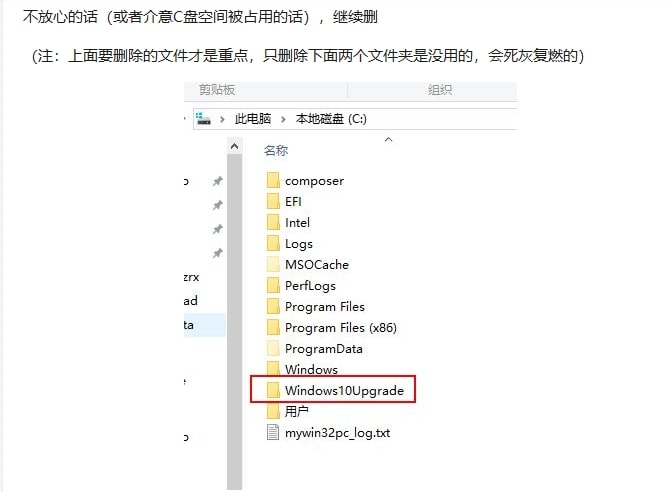 不放心的话（或者介意C盘空间被占用的话），继续删
（注：上面要删除的文件才是重点，只删除下面两个文件夹是没用的，会死灰复燃的）
剪贴板 组织
此电脑 > 本地磁盘 (C:)
名称
composer
EFI
Intel
Logs
MSOCache
PerfLogs
zrx
Program Files
ad
Program Files (x86)
ta
ProgramData
Windows
Windows10Upgrade
用户
mywin32pc_log.txt